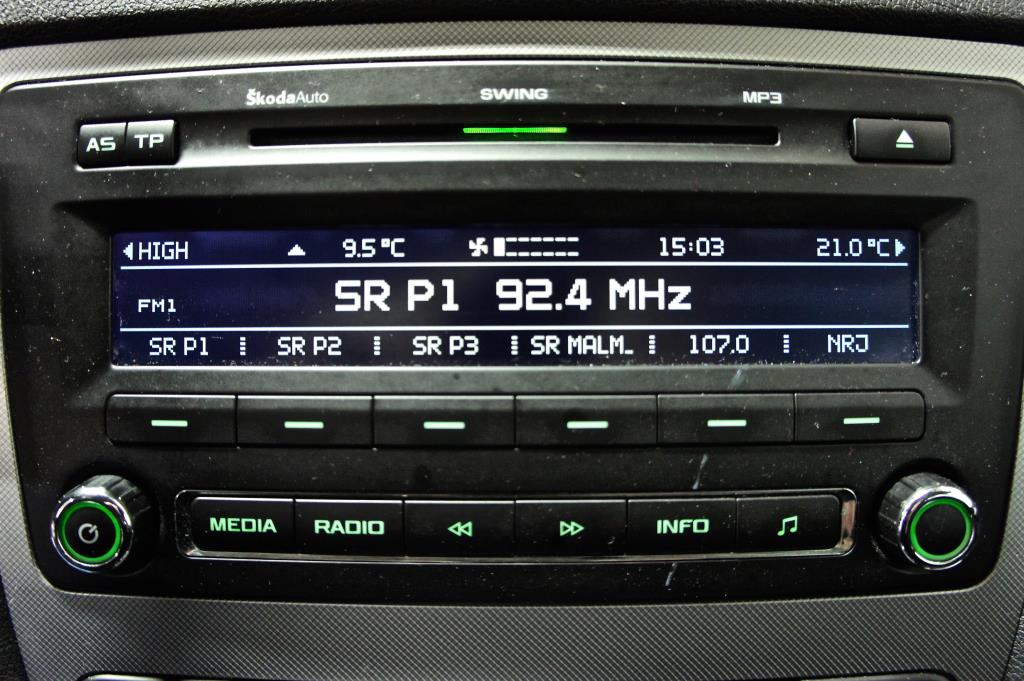 ŠkodaAuto SWING MP3
AS TP
HIGH 9.5°C 15:03 21.0°C
FM1 SR P1 92.4 MHz
SR P1 SR P2 SR P3 SR MALM_ 107.0 NRJ
MEDIA RADIO INFO